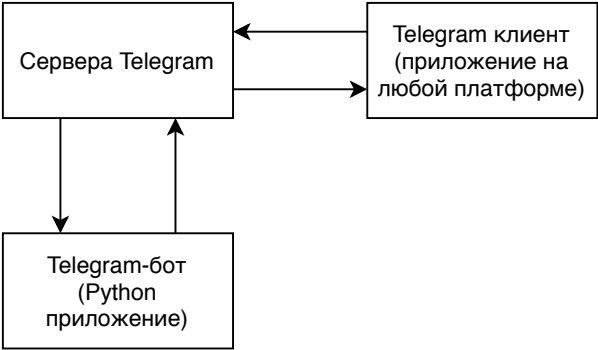 Сервера Telegram
Telegram клиент
(приложение на
любой платформе)
Telegram-бот
(Python
приложение)